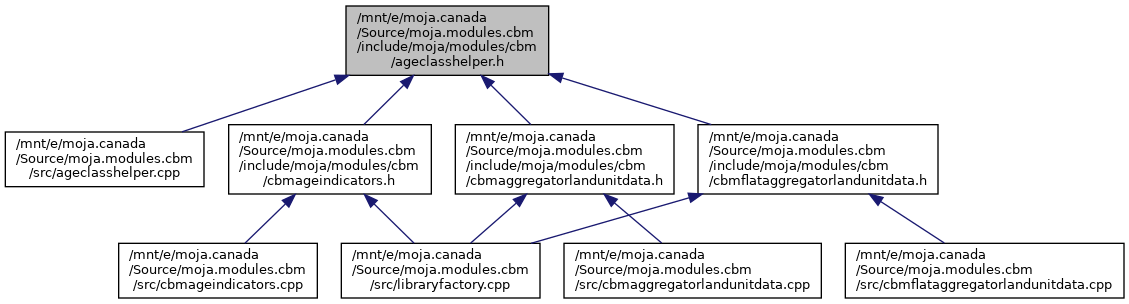 /mnt/e/moja.canada
/Source/moja.modules.cbm
/include/moja/modules/cbm
/ageclasshelper.h
/mnt/e/moja.canada
/Source/moja.modules.cbm
/src/ageclasshelper.cpp
/mnt/e/moja.canada
/Source/moja.modules.cbm
/include/moja/modules/cbm
/cbmageindicators.h
/mnt/e/moja.canada
/Source/moja.modules.cbm
/include/moja/modules/cbm
/cbmaggregatorlandunitdata.h
/mnt/e/moja.canada
/Source/moja.modules.cbm
/include/moja/modules/cbm
/cbmflataggregatorlandunitdata.h
/mnt/e/moja.canada
/Source/moja.modules.cbm
/src/cbmageindicators.cpp
/mnt/e/moja.canada
/Source/moja.modules.cbm
/src/libraryfactory.cpp
/mnt/e/moja.canada
/Source/moja.modules.cbm
/src/cbmaggregatorlandunitdata.cpp
/mnt/e/moja.canada
/Source/moja.modules.cbm
/src/cbmflataggregatorlandunitdata.cpp